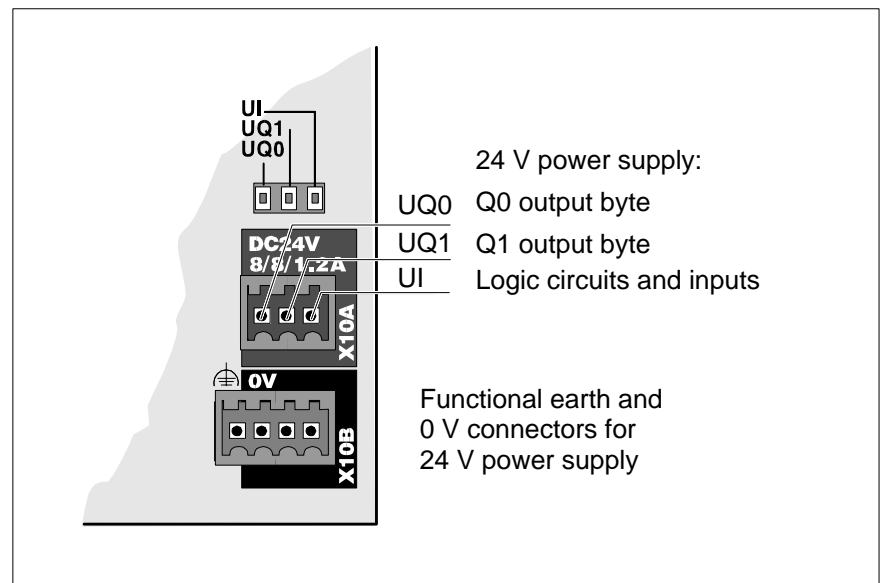 UI
UQ1
UQ0
24 V power supply:
UQ0 Q0 output byte
UQ1 Q1 output byte
UI Logic circuits and inputs
DC24V
8/8/1.2A
X10A
0V
X10B
Functional earth and
0 V connectors for
24 V power supply